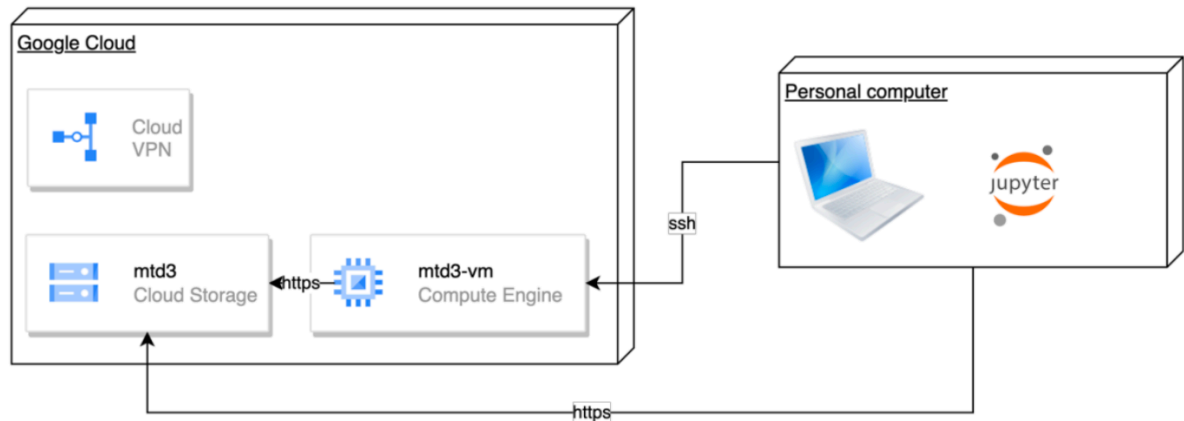 Google Cloud
Cloud
VPN
mtd3
Cloud Storage
https
mtd3-vm
Compute Engine
ssh
Personal computer
jupyter
https